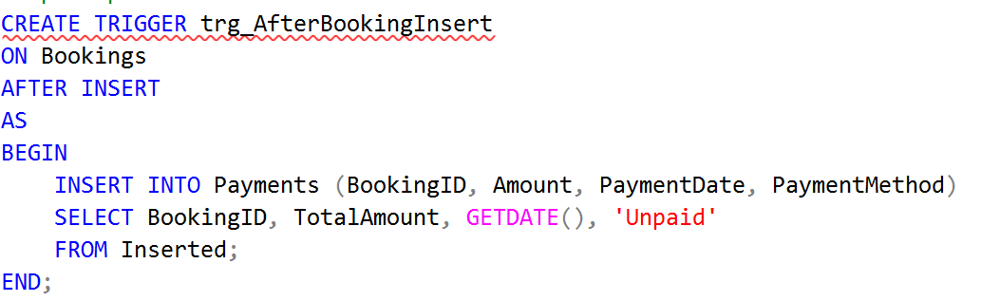 CREATE TRIGGER trg_AfterBookingInsert
ON Bookings
AFTER INSERT
AS
BEGIN
    INSERT INTO Payments (BookingID, Amount, PaymentDate, PaymentMethod)
    SELECT BookingID, TotalAmount, GETDATE(), 'Unpaid'
    FROM Inserted;
END;